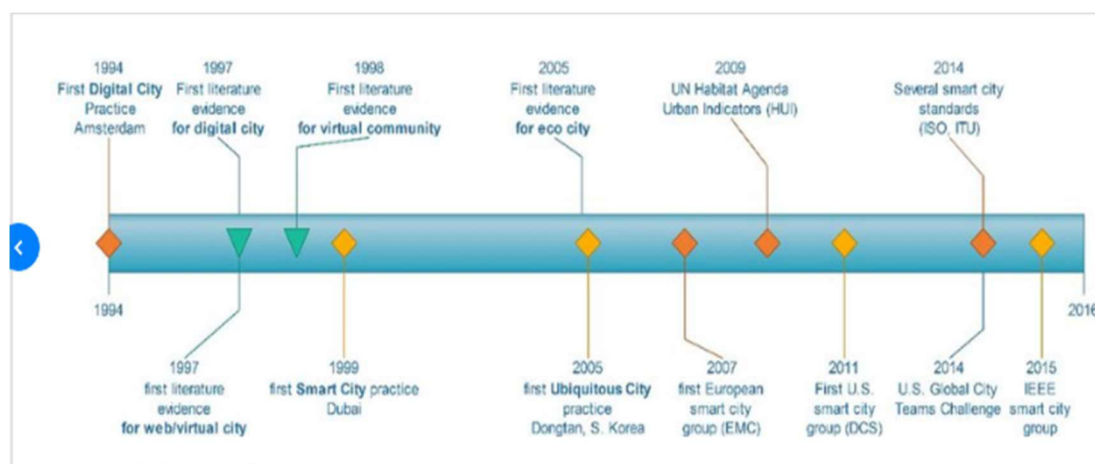 1994
First Digital City
Practice
Amsterdam
1997
First literature
evidence
for digital city
1998
First literature
evidence
for virtual community
2005
First literature
evidence
for eco city
2009
UN Habitat Agenda
Urban Indicators (HUI)
2014
Several smart city
standards
(ISO, ITU)
1994
2016
1997
first literature
evidence
for web/virtual city
1999
first Smart City practice
Dubai
2005
first Ubiquitous City
practice
Dongtan, S. Korea
2007
first European
smart city
group (EMC)
2011
First U.S.
smart city
group (DCS)
2014
U.S. Global City
Teams Challenge
2015
IEEE
smart city
group